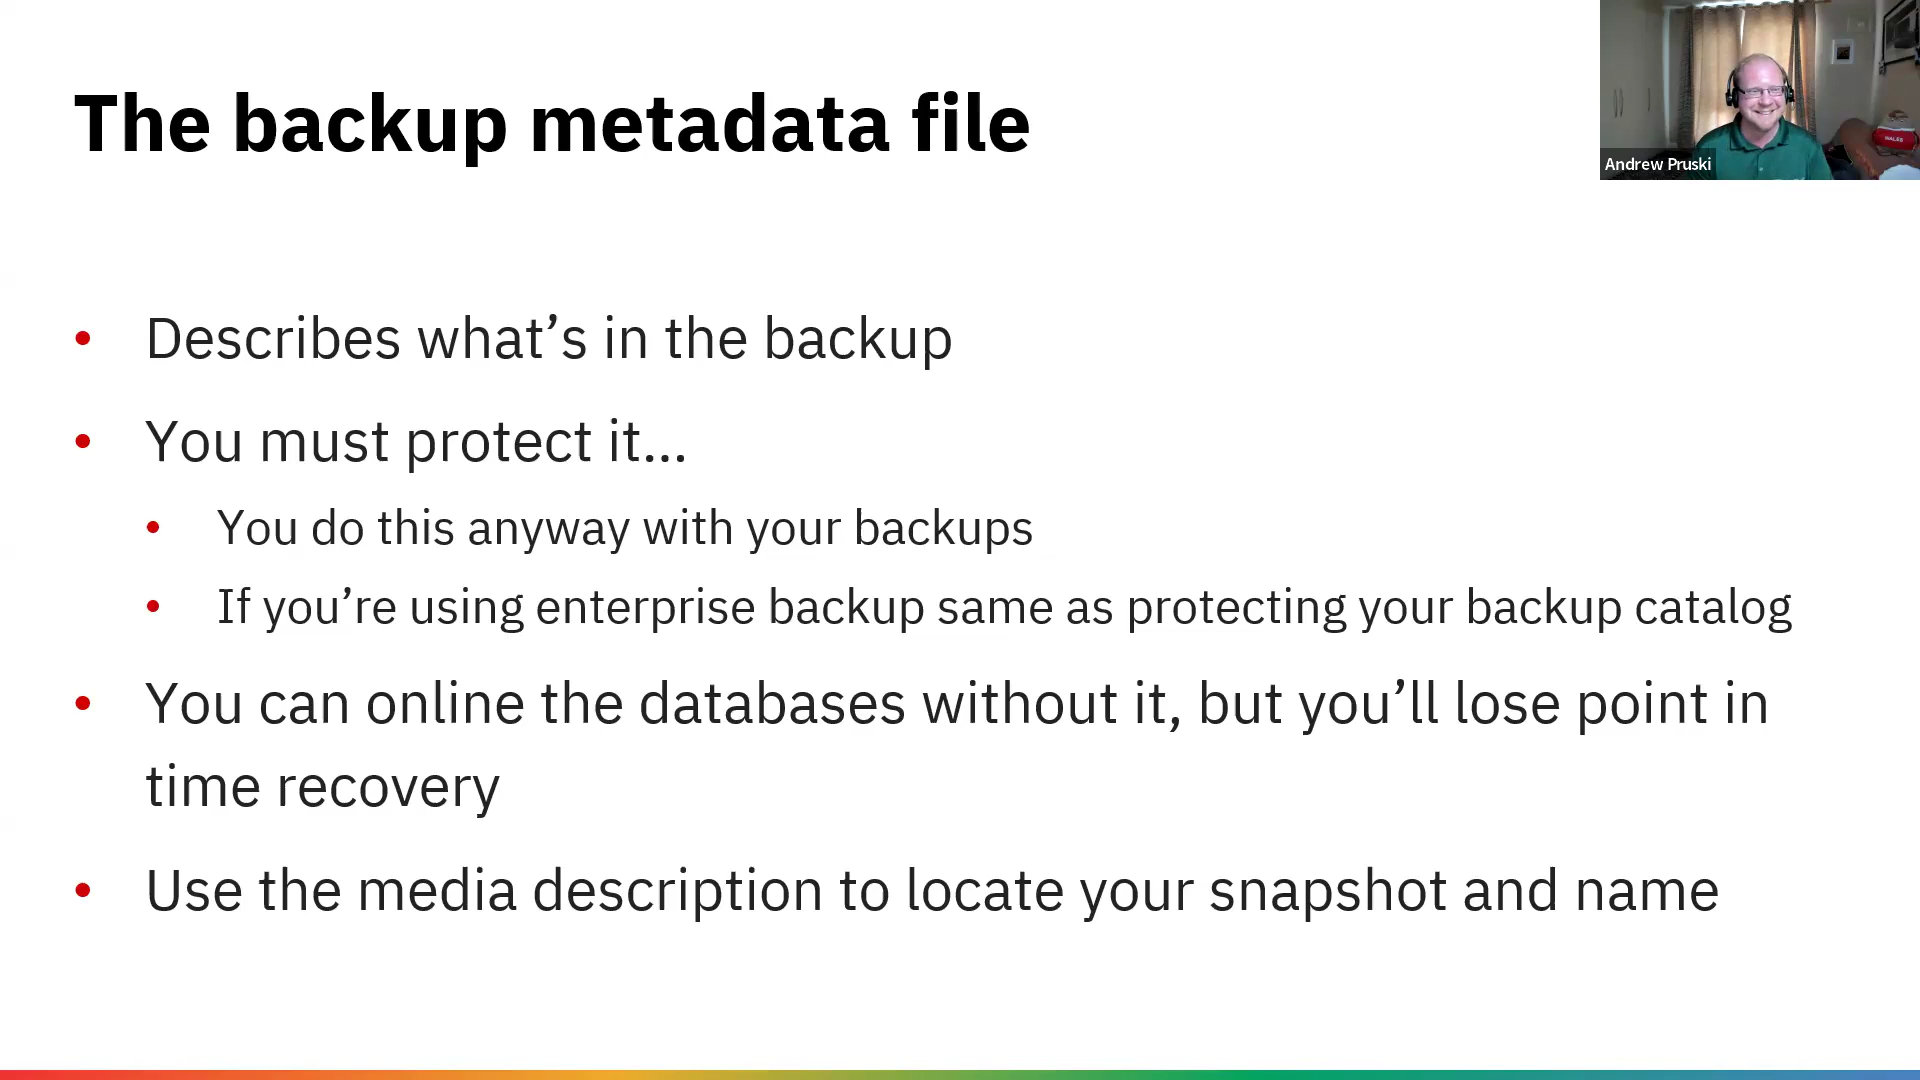 The backup metadata file
Andrew Pruski
• Describes what’s in the backup
• You must protect it…
• You do this anyway with your backups
• If you’re using enterprise backup same as protecting your backup catalog
• You can online the databases without it, but you’ll lose point in
time recovery
• Use the media description to locate your snapshot and name
WALES